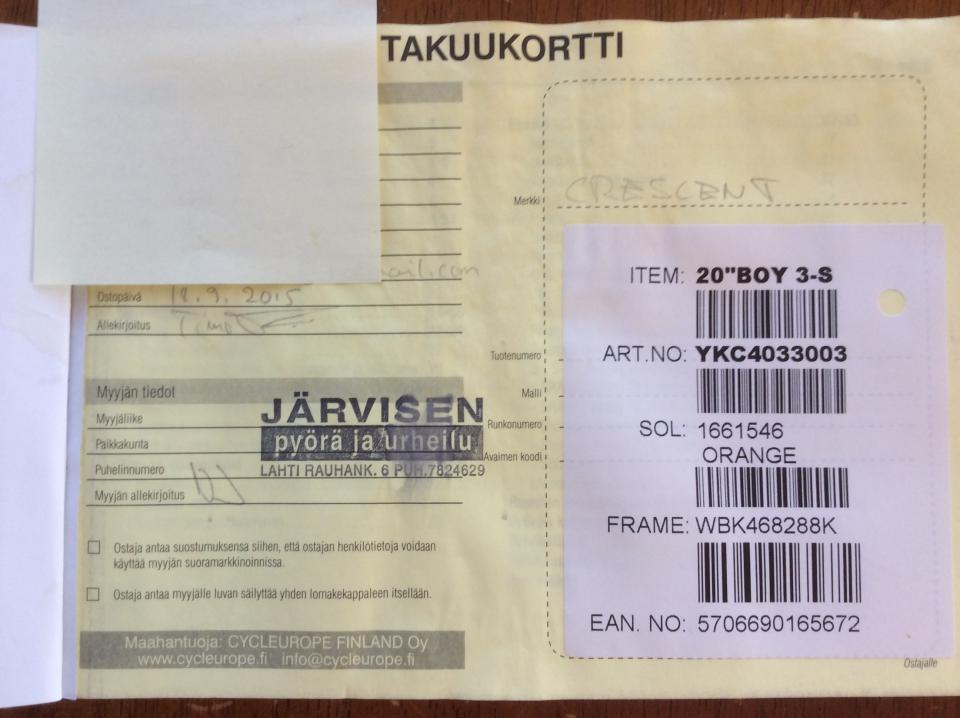 TAKUUKORTTI
Merkki CRESCENT
ail.com
Ostopäivä 18.9.2015
Allekirjoitus Timo
Myyjän tiedot
Myyjäliike
Paikkakunta
Puhelinnumero
Myyjän allekirjoitus
JÄRVISEN
pyörä ja urheilu
LAHTI RAUHANK. 6 PUH.7824629
Ostaja antaa suostumuksensa siihen, että ostajan henkilötietoja voidaan
käyttää myyjän suoramarkkinoinnissa.
Ostaja antaa myyjälle luvan säilyttää yhden lomakekappaleen itsellään.
Maahantuoja: CYCLEUROPE FINLAND Oy
www.cycleurope.fi info@cycleurope.fi
Tuotenumero
Malli
Runkonumero
Avaimen koodi
ITEM: 20"BOY 3-S
ART.NO: YKC4033003
SOL: 1661546
ORANGE
FRAME: WBK468288K
EAN. NO: 5706690165672
Ostajalle